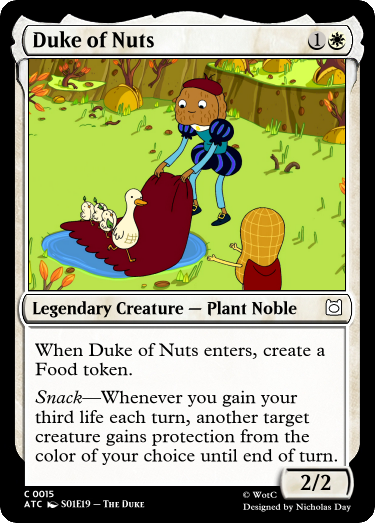 Duke of Nuts 1
Legendary Creature — Plant Noble
When Duke of Nuts enters, create a
Food token.
Snack—Whenever you gain your
third life each turn, another target
creature gains protection from the
color of your choice until end of turn.
2/2
C 0015
ATC S01E19 — The Duke
© WotC
Designed by Nicholas Day